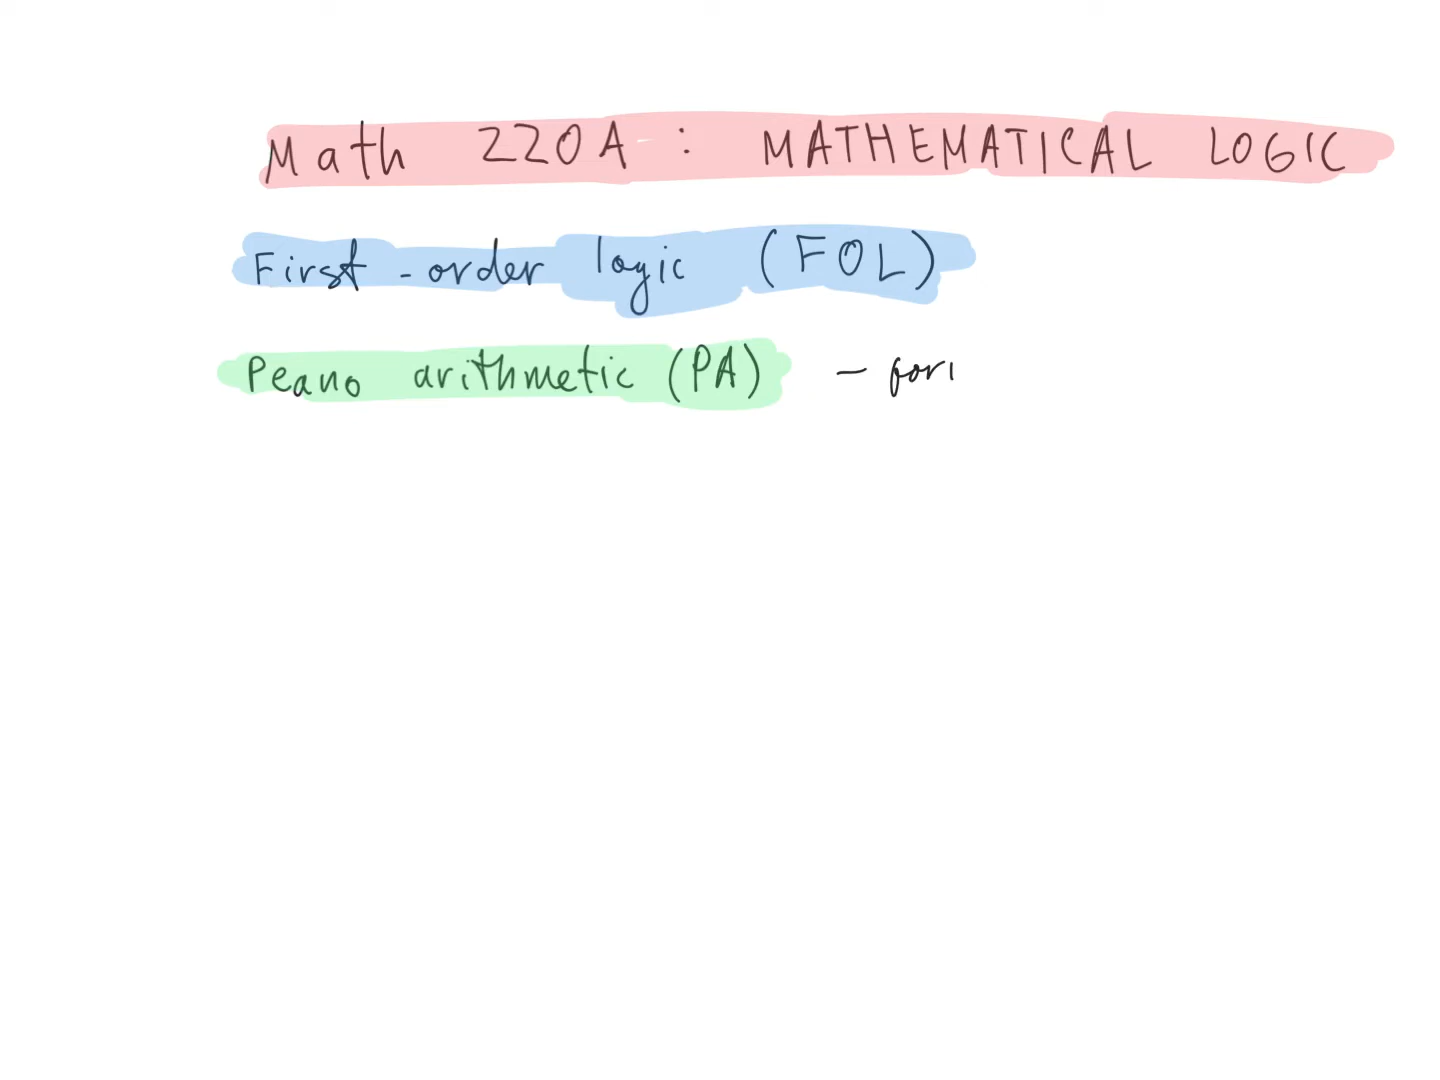 Math 220A : MATHEMATICAL LOGIC
First-order logic (FOL)
Peano arithmetic (PA) –